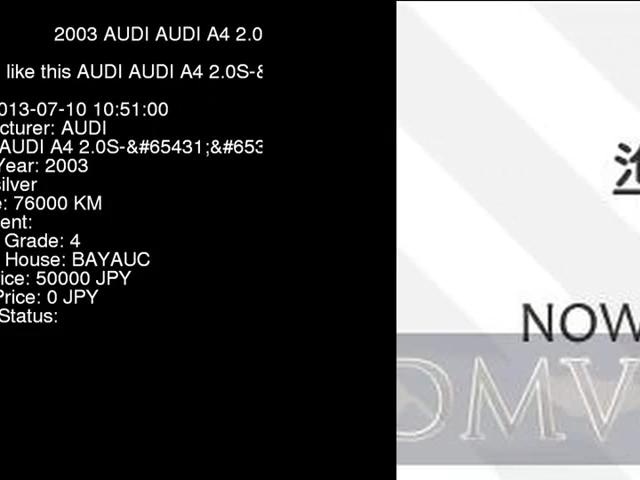 2003 AUDI AUDI A4 2.0
like this AUDI AUDI A4 2.0S-&
013-07-10 10:51:00
cturer: AUDI
AUDI A4 2.0S-&#65431;&#653
Year: 2003
silver
e: 76000 KM
ent:
Grade: 4
House: BAYAUC
ice: 50000 JPY
Price: 0 JPY
Status:
NOW
DMV